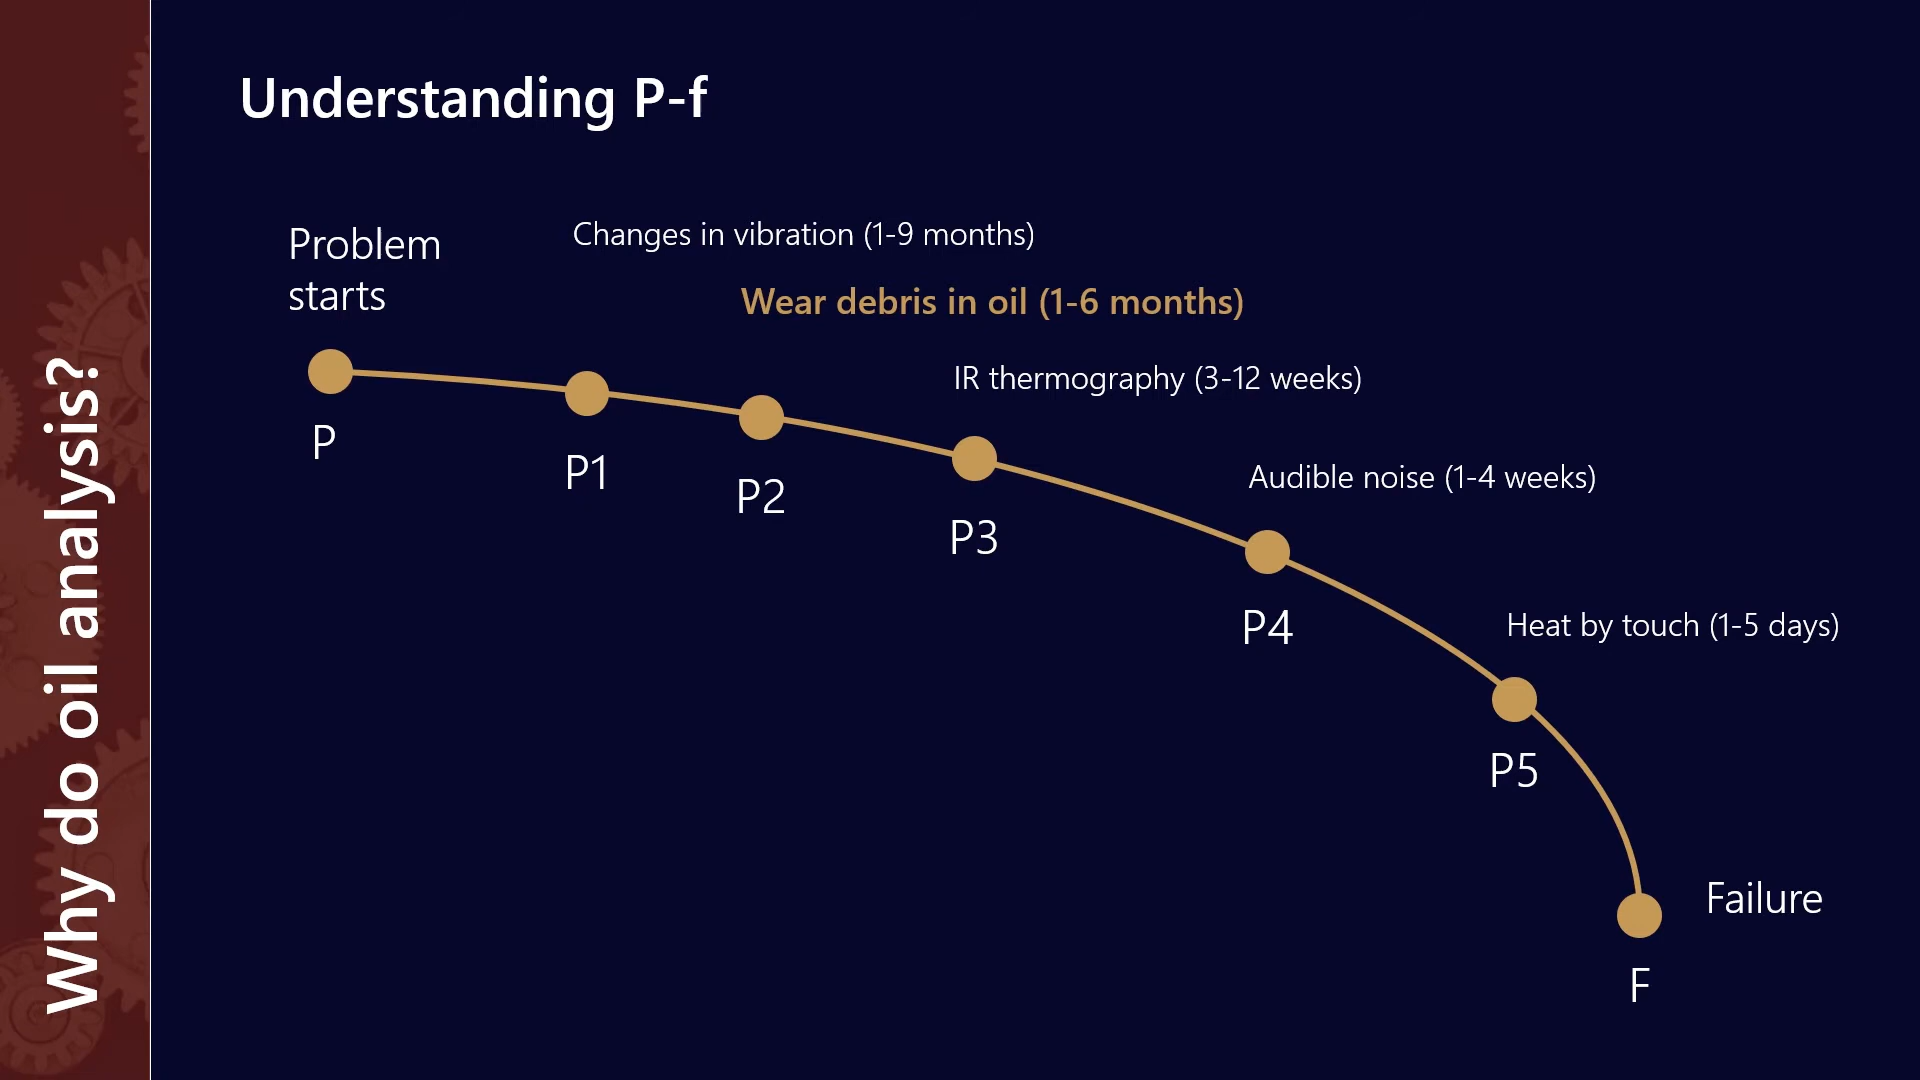 Why do oil analysis?
Understanding P-f
Problem
starts
Changes in vibration (1-9 months)
Wear debris in oil (1-6 months)
IR thermography (3-12 weeks)
Audible noise (1-4 weeks)
Heat by touch (1-5 days)
P
P1
P2
P3
P4
P5
Failure
F